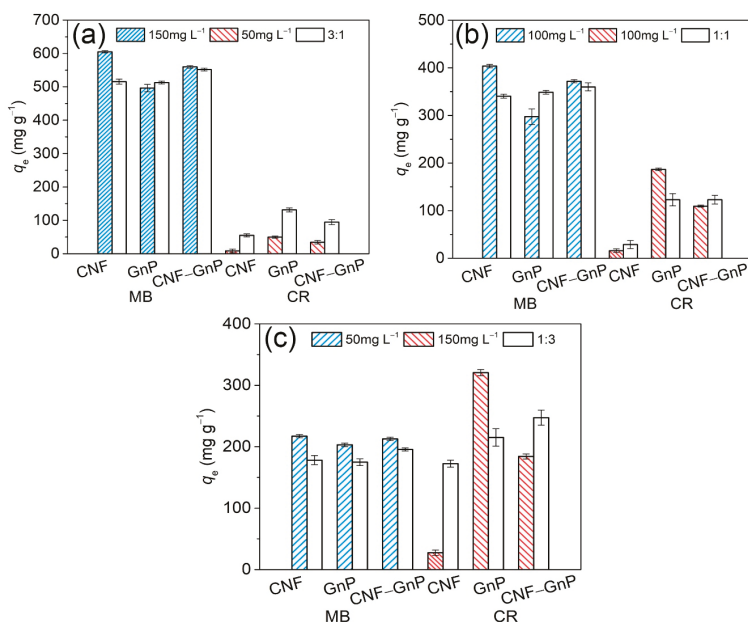 (a)
150mg L⁻¹ 50mg L⁻¹ 3:1
700
600
500
400
300
200
100
0
qe (mg g⁻¹)
CNF GnP CNF–GnP CNF GnP CNF–GnP
MB CR
(b)
100mg L⁻¹ 100mg L⁻¹ 1:1
500
400
300
200
100
0
qe (mg g⁻¹)
CNF GnP CNF–GnP CNF GnP CNF–GnP
MB CR
(c)
50mg L⁻¹ 150mg L⁻¹ 1:3
400
300
200
100
0
qe (mg g⁻¹)
CNF GnP CNF–GnP CNF GnP CNF–GnP
MB CR